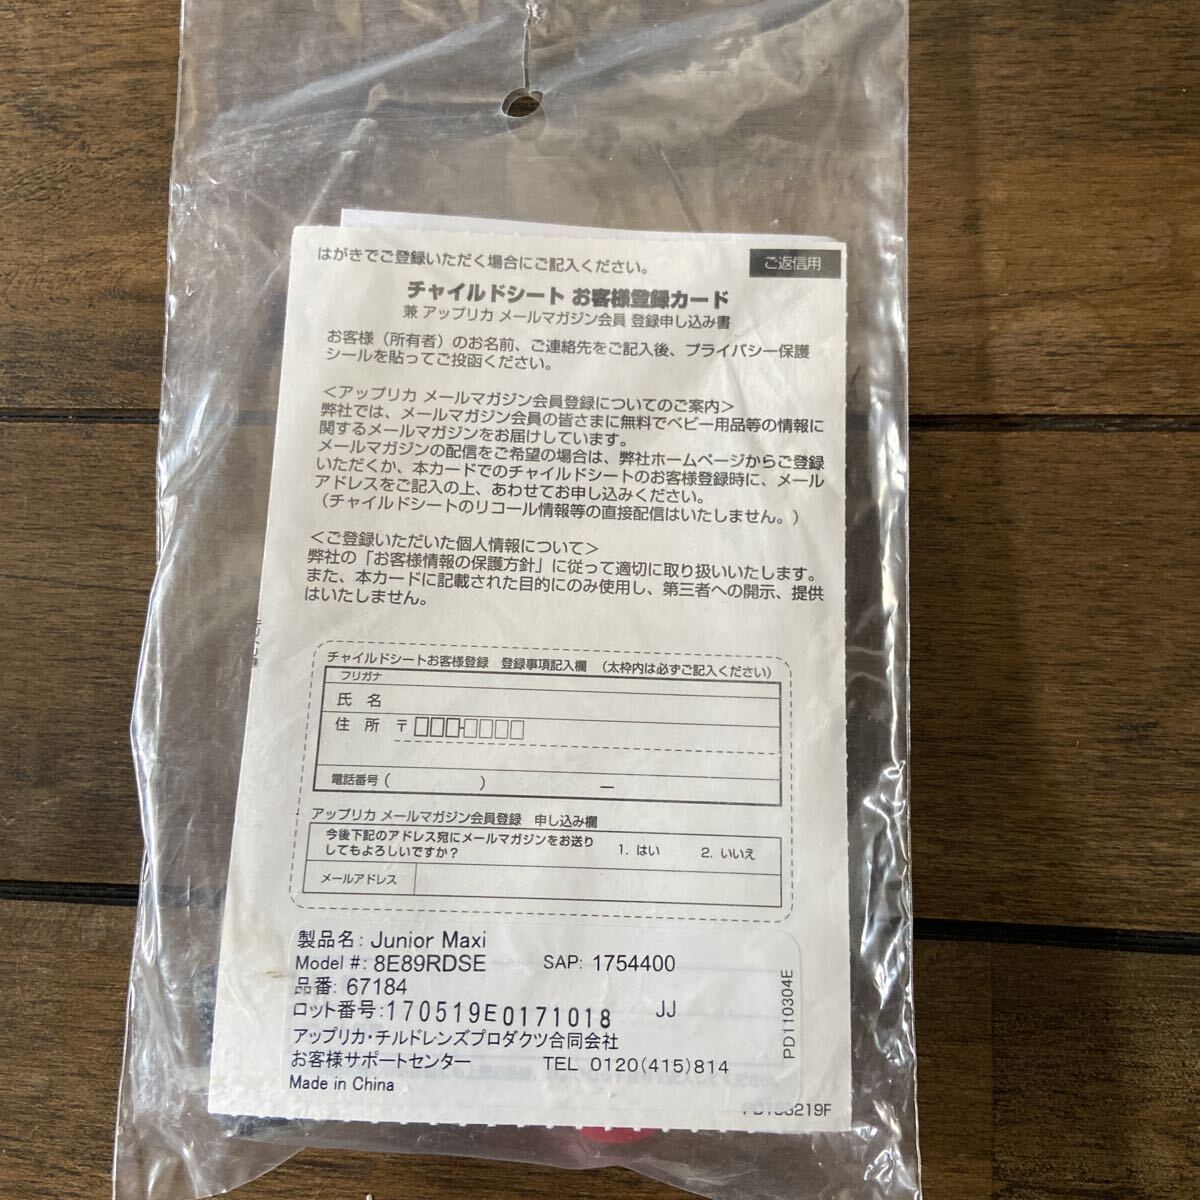 はがきでご登録いただく場合にご記入ください。
ご返信用
チャイルドシート お客様登録カード
兼 アップリカ メールマガジン会員 登録申し込み書
お客様（所有者）のお名前、ご連絡先をご記入後、プライバシー保護
シールを貼ってご投函ください。
＜アップリカ メールマガジン会員登録についてのご案内＞
弊社では、メールマガジン会員の皆さまに無料でベビー用品等の情報に
関するメールマガジンをお届けしています。
メールマガジンの配信をご希望の場合は、弊社ホームページからご登録
いただくか、本カードでのチャイルドシートのお客様登録時に、メール
アドレスをご記入の上、あわせてお申し込みください。
（チャイルドシートのリコール情報等の直接配信はいたしません。）
＜ご登録いただいた個人情報について＞
弊社の「お客様情報の保護方針」に従って適切に取り扱いいたします。
また、本カードに記載された目的にのみ使用し、第三者への開示、提供
はいたしません。
チャイルドシートお客様登録 登録事項記入欄 （太枠内は必ずご記入ください）
フリガナ
氏 名
住 所 〒□□□-□□□□
電話番号（ ） ー
アップリカ メールマガジン会員登録 申し込み欄
今後下記のアドレス宛にメールマガジンをお送り
してもよろしいですか？ 1. はい 2. いいえ
メールアドレス
製品名: Junior Maxi
Model #: 8E89RDSE SAP: 1754400
品番: 67184
ロット番号:170519E0171018 JJ
アップリカ・チルドレンズプロダクツ合同会社
お客様サポートセンター TEL 0120(415)814
Made in China
PD110304E